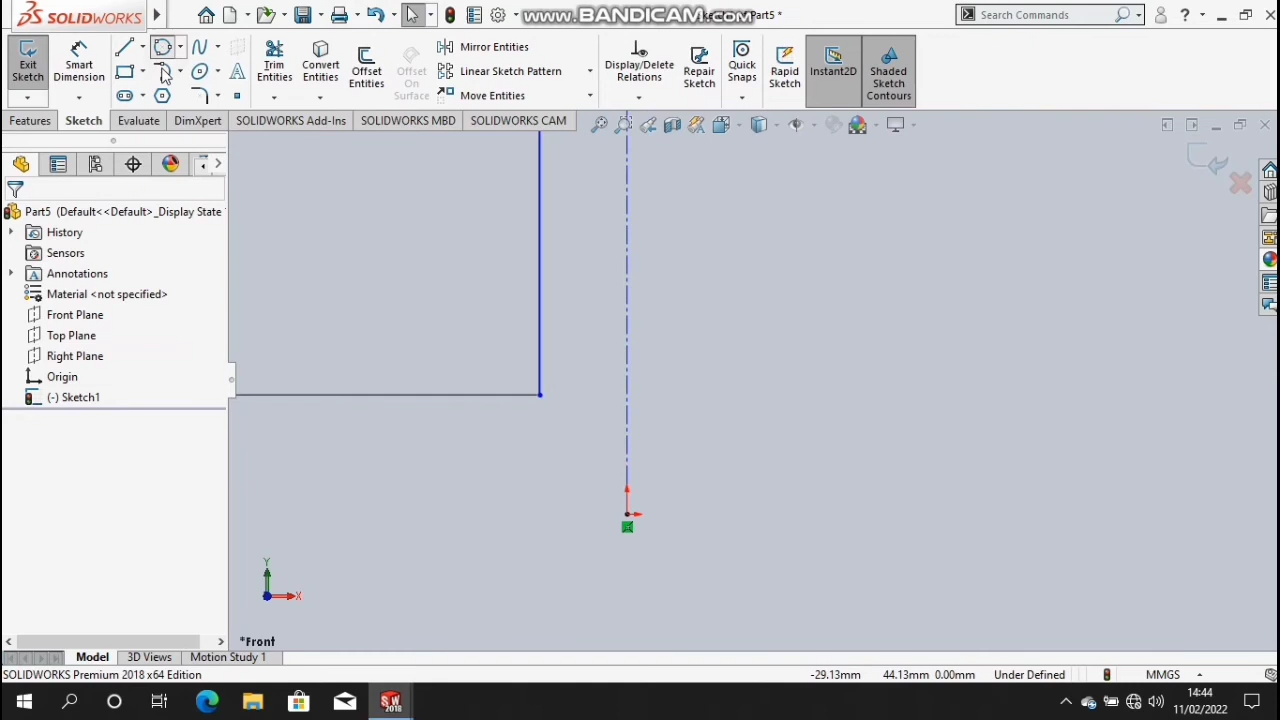 SOLIDWORKS
www.BANDICAM.com
Part5 *
Search Commands
?
Exit Sketch
Smart Dimension
Trim Entities
Convert Entities
Offset Entities
Offset On Surface
Mirror Entities
Linear Sketch Pattern
Move Entities
Display/Delete Relations
Repair Sketch
Quick Snaps
Rapid Sketch
Instant2D
Shaded Sketch Contours
Features
Sketch
Evaluate
DimXpert
SOLIDWORKS Add-Ins
SOLIDWORKS MBD
SOLIDWORKS CAM
Part5 (Default<<Default>_Display State
History
Sensors
Annotations
Material <not specified>
Front Plane
Top Plane
Right Plane
Origin
(-) Sketch1
Y
X
*Front
Model
3D Views
Motion Study 1
SOLIDWORKS Premium 2018 x64 Edition
-29.13mm
44.13mm 0.00mm
Under Defined
MMGS
SW
2018
14:44
11/02/2022